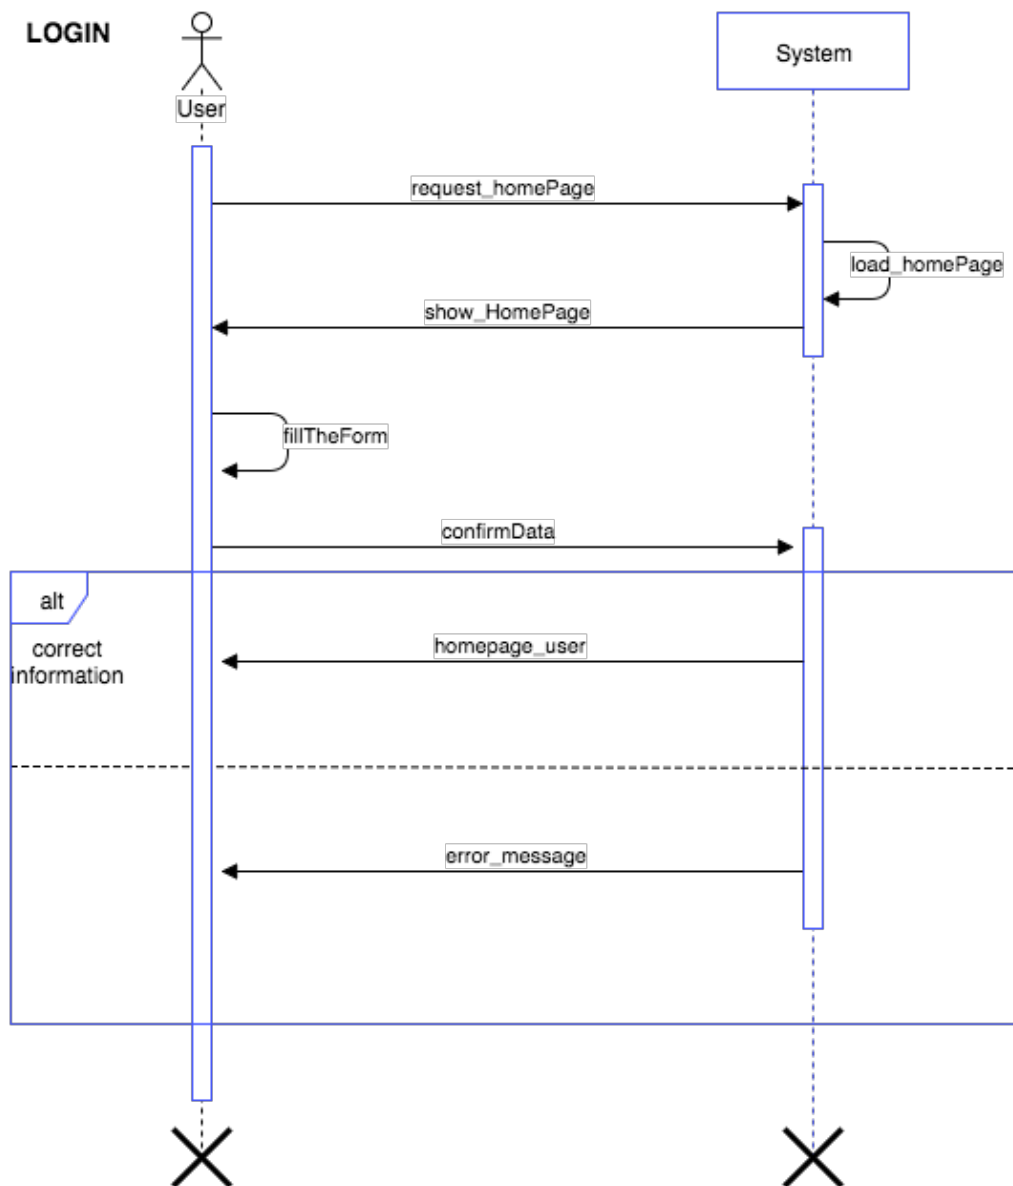 LOGIN
User
System
request_homePage
load_homePage
show_HomePage
fillTheForm
confirmData
alt
correct
information
homepage_user
error_message